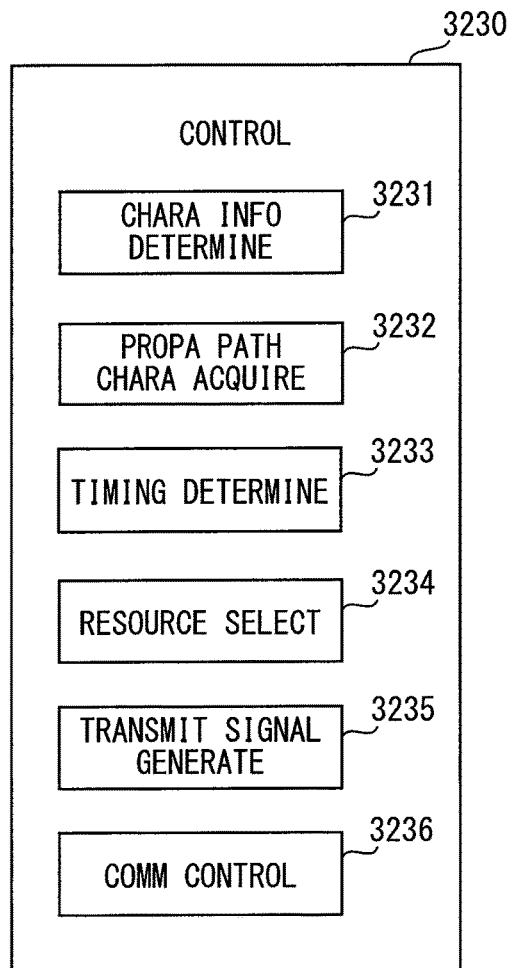 3230
CONTROL
3231
CHARA INFO
DETERMINE
3232
PROPA PATH
CHARA ACQUIRE
3233
TIMING DETERMINE
3234
RESOURCE SELECT
3235
TRANSMIT SIGNAL
GENERATE
3236
COMM CONTROL